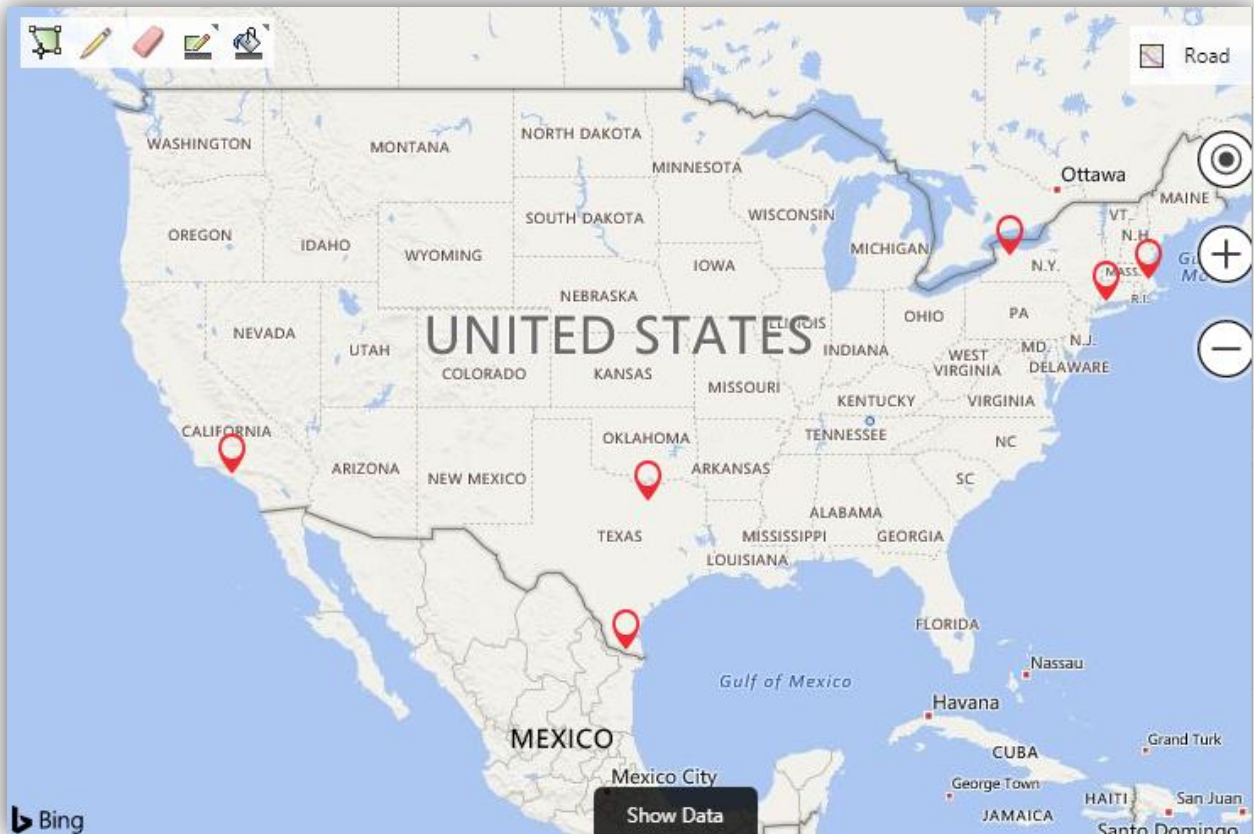 Road
Ottawa
WASHINGTON
MONTANA
NORTH DAKOTA
MINNESOTA
MAINE
VT.
N.H.
OREGON
IDAHO
WYOMING
SOUTH DAKOTA
WISCONSIN
MICHIGAN
N.Y.
MASS.
R.I.
IOWA
NEBRASKA
NEVADA
UTAH
UNITED STATES
ILLINOIS
INDIANA
OHIO
PA
N.J.
MD
DELAWARE
COLORADO
KANSAS
MISSOURI
WEST
VIRGINIA
KENTUCKY
VIRGINIA
CALIFORNIA
OKLAHOMA
TENNESSEE
NC
ARIZONA
NEW MEXICO
ARKANSAS
SC
TEXAS
MISSISSIPPI
ALABAMA
GEORGIA
LOUISIANA
FLORIDA
Gulf of Mexico
Nassau
Havana
MEXICO
CUBA
Grand Turk
Mexico City
George Town
HAITI
San Juan
JAMAICA
Santo Domingo
Show Data
Bing